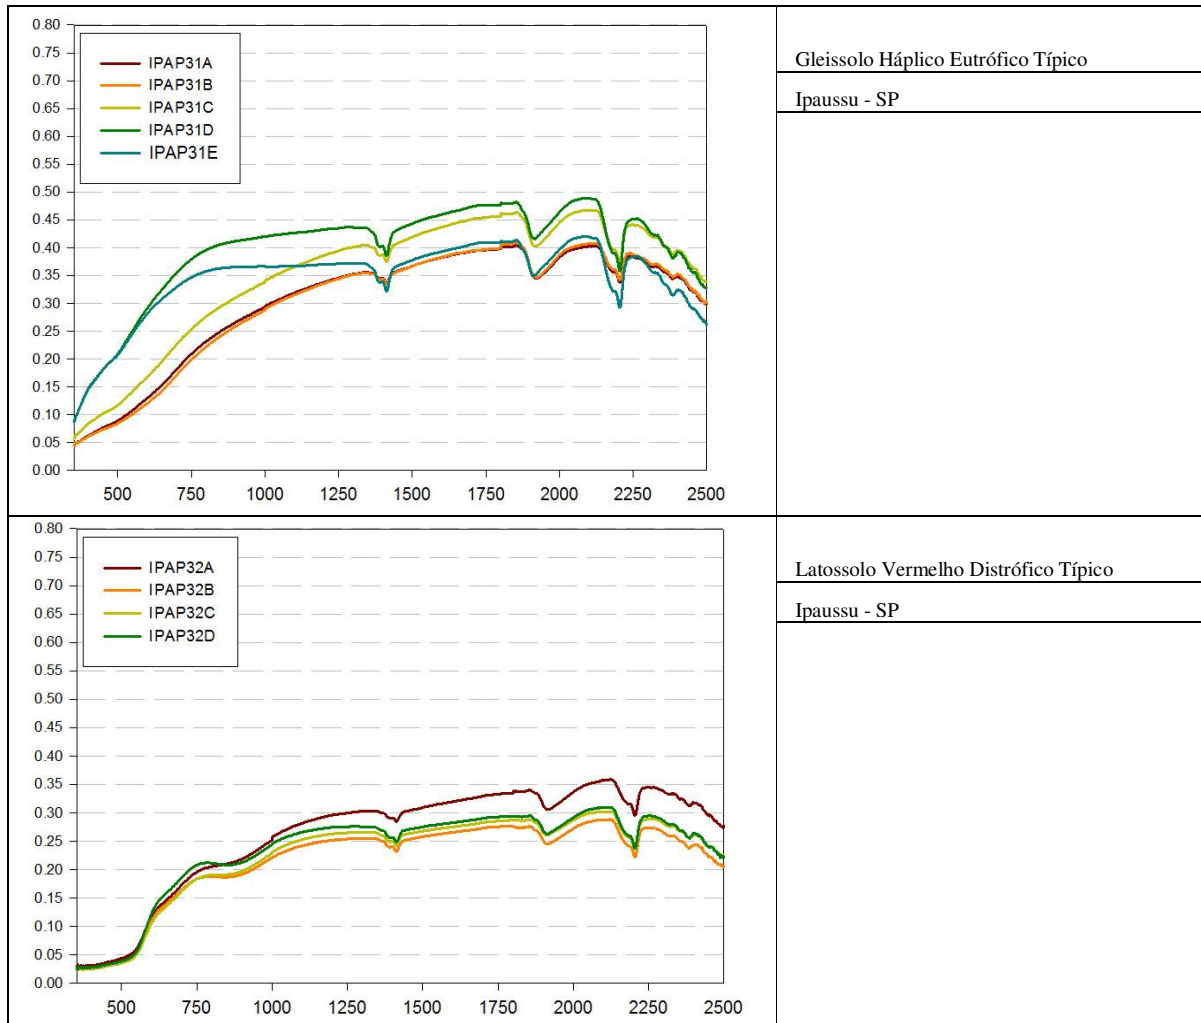 0.80
0.75
0.70
0.65
0.60
0.55
0.50
0.45
0.40
0.35
0.30
0.25
0.20
0.15
0.10
0.05
0.00
IPAP31A
IPAP31B
IPAP31C
IPAP31D
IPAP31E
500 750 1000 1250 1500 1750 2000 2250 2500
Gleissolo Háplico Eutrófico Típico
Ipaussu - SP
0.80
0.75
0.70
0.65
0.60
0.55
0.50
0.45
0.40
0.35
0.30
0.25
0.20
0.15
0.10
0.05
0.00
IPAP32A
IPAP32B
IPAP32C
IPAP32D
500 750 1000 1250 1500 1750 2000 2250 2500
Latossolo Vermelho Distrófico Típico
Ipaussu - SP